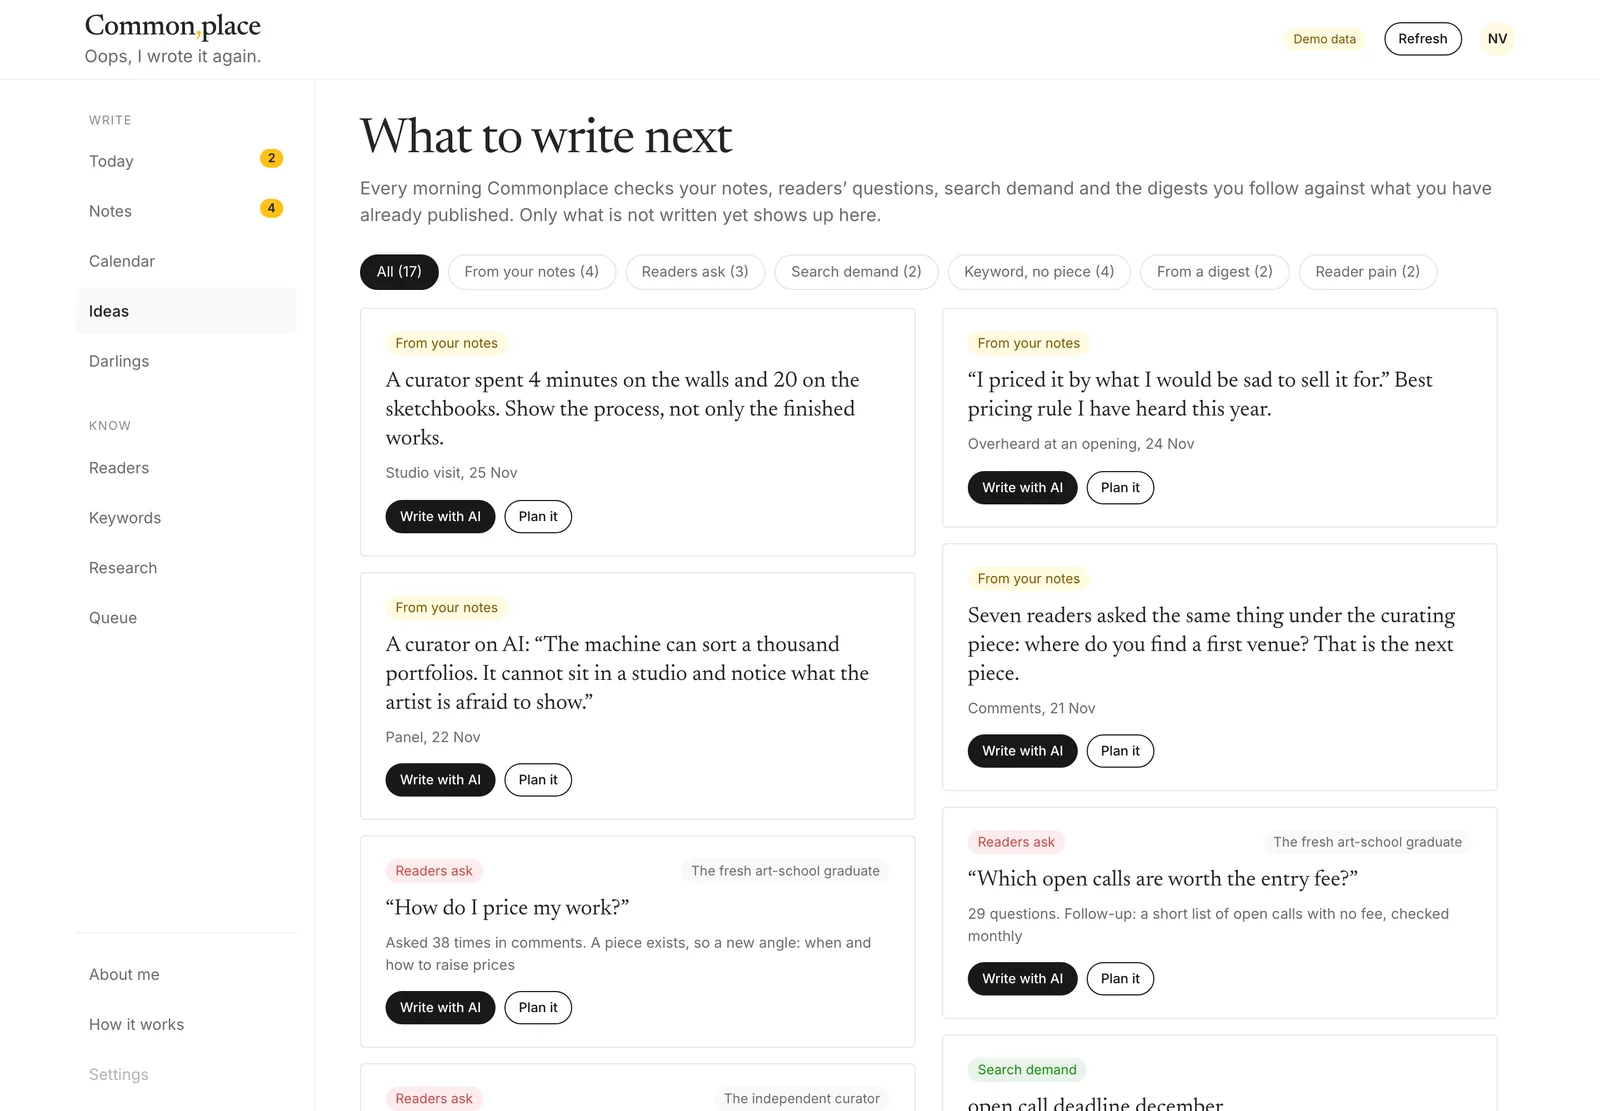 Common,place
Oops, I wrote it again.
Demo data
Refresh
NV
WRITE
Today
2
Notes
4
Calendar
Ideas
Darlings
KNOW
Readers
Keywords
Research
Queue
About me
How it works
Settings
What to write next
Every morning Commonplace checks your notes, readers’ questions, search demand and the digests you follow against what you have
already published. Only what is not written yet shows up here.
All (17)
From your notes (4)
Readers ask (3)
Search demand (2)
Keyword, no piece (4)
From a digest (2)
Reader pain (2)
From your notes
A curator spent 4 minutes on the walls and 20 on the
sketchbooks. Show the process, not only the finished
works.
Studio visit, 25 Nov
Write with AI
Plan it
From your notes
“I priced it by what I would be sad to sell it for.” Best
pricing rule I have heard this year.
Overheard at an opening, 24 Nov
Write with AI
Plan it
From your notes
A curator on AI: “The machine can sort a thousand
portfolios. It cannot sit in a studio and notice what the
artist is afraid to show.”
Panel, 22 Nov
Write with AI
Plan it
From your notes
Seven readers asked the same thing under the curating
piece: where do you find a first venue? That is the next
piece.
Comments, 21 Nov
Write with AI
Plan it
Readers ask
The fresh art-school graduate
“How do I price my work?”
Asked 38 times in comments. A piece exists, so a new angle: when and
how to raise prices
Write with AI
Plan it
Readers ask
The fresh art-school graduate
“Which open calls are worth the entry fee?”
29 questions. Follow-up: a short list of open calls with no fee, checked
monthly
Write with AI
Plan it
Readers ask
The independent curator
Search demand
open call deadline december